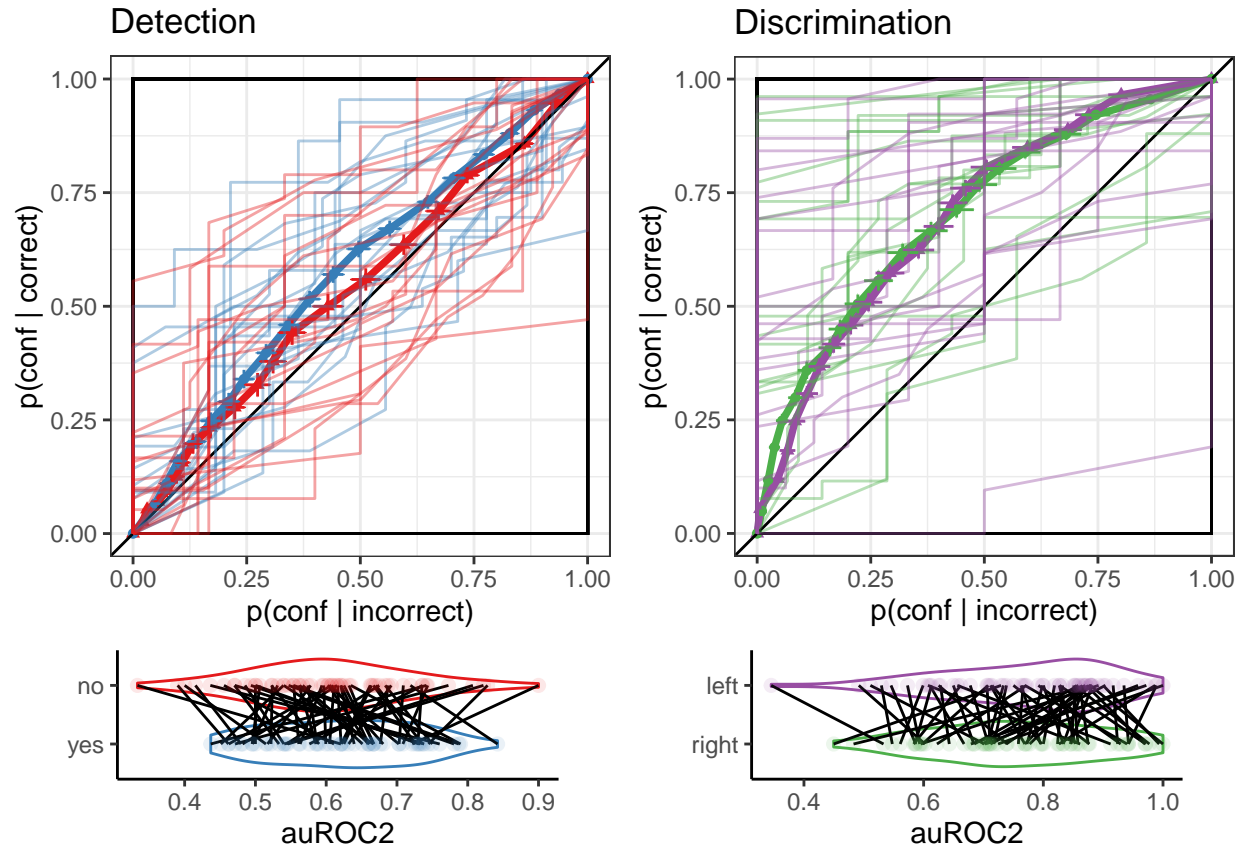 Detection
1.00
0.75
0.50
0.25
0.00
p(conf | correct)
0.00 0.25 0.50 0.75 1.00
p(conf | incorrect)
no
yes
0.4 0.5 0.6 0.7 0.8 0.9
auROC2
Discrimination
1.00
0.75
0.50
0.25
0.00
p(conf | correct)
0.00 0.25 0.50 0.75 1.00
p(conf | incorrect)
left
right
0.4 0.6 0.8 1.0
auROC2